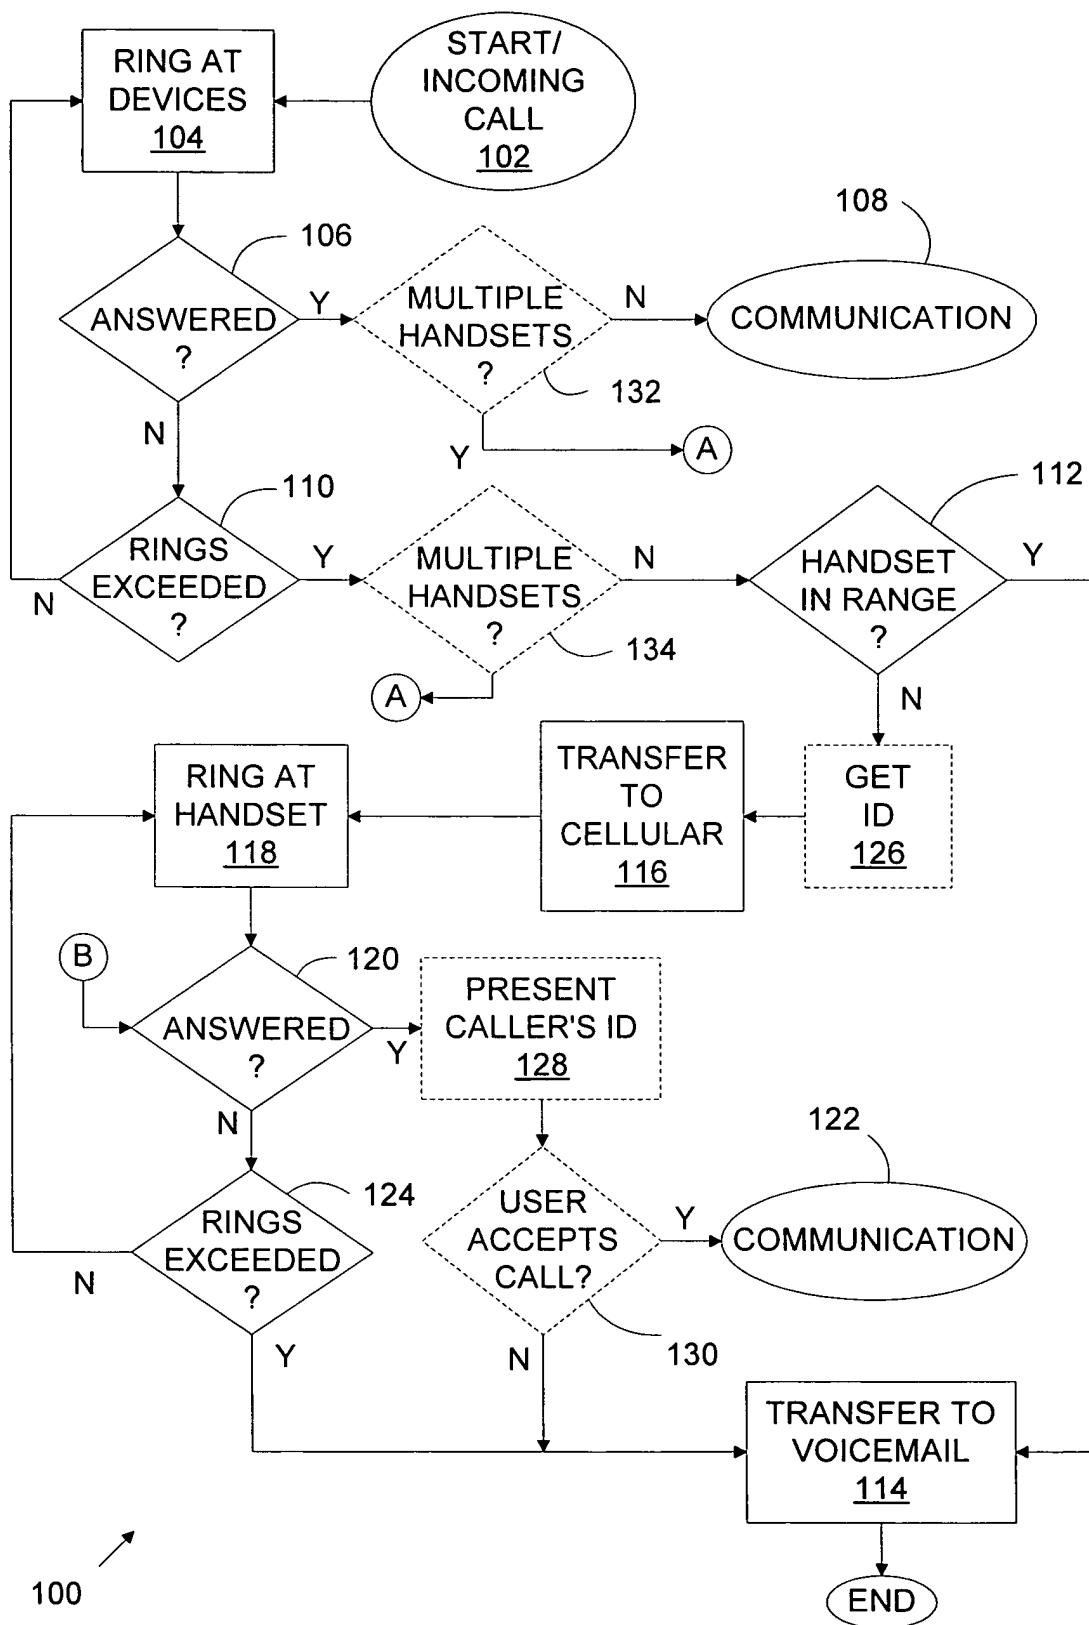 RING AT
DEVICES
104
START/
INCOMING
CALL
102
106
108
ANSWERED
?
Y
MULTIPLE
HANDSETS
?
N
COMMUNICATION
132
N
Y
A
110
112
RINGS
EXCEEDED
?
Y
N
MULTIPLE
HANDSETS
?
N
HANDSET
IN RANGE
?
Y
134
A
N
RING AT
HANDSET
118
TRANSFER
TO
CELLULAR
116
GET
ID
126
B
120
ANSWERED
?
Y
PRESENT
CALLER'S ID
128
N
122
124
RINGS
EXCEEDED
?
N
USER
ACCEPTS
CALL?
Y
COMMUNICATION
Y
N
130
TRANSFER TO
VOICEMAIL
114
100
END